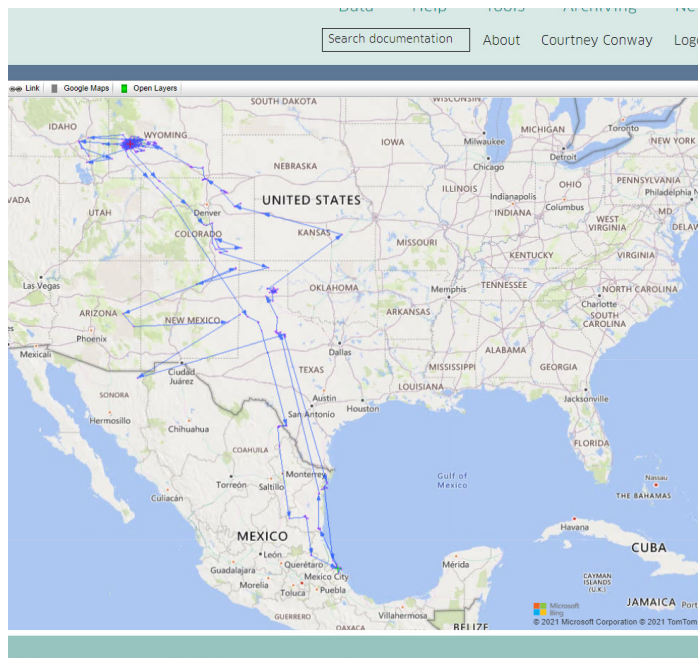 Data Help Tools Archiving
Search documentation About Courtney Conway
Link Google Maps Open Layers
SOUTH DAKOTA WISCONSIN
IDAHO WYOMING IOWA Milwaukee MICHIGAN Toronto
NEW YORK
Chicago Detroit
NEBRASKA
ILLINOIS OHIO PENNSYLVANIA
UNITED STATES Indianapolis Columbus Philadelphia
UTAH Denver INDIANA MD
COLORADO KANSAS MISSOURI WEST VIRGINIA
KENTUCKY VIRGINIA
Las Vegas OKLAHOMA TENNESSEE NORTH CAROLINA
Memphis Charlotte
ARIZONA NEW MEXICO ARKANSAS SOUTH CAROLINA
Phoenix
Mexicali Dallas ALABAMA
Ciudad Juárez TEXAS MISSISSIPPI GEORGIA
LOUISIANA
SONORA Austin Jacksonville
Hermosillo San Antonio Houston
Chihuahua
COAHUILA FLORIDA
Torreón Saltillo Monterrey Gulf of Mexico
Nassau
Culiacán THE BAHAMAS
Havana
MEXICO CUBA
León
Guadalajara Querétaro Mérida
Mexico City CAYMAN ISLANDS (U.K.)
Morelia Toluca Puebla
JAMAICA
GUERRERO Villahermosa
OAXACA BELIZE
Microsoft Bing
© 2021 Microsoft Corporation © 2021 TomTom